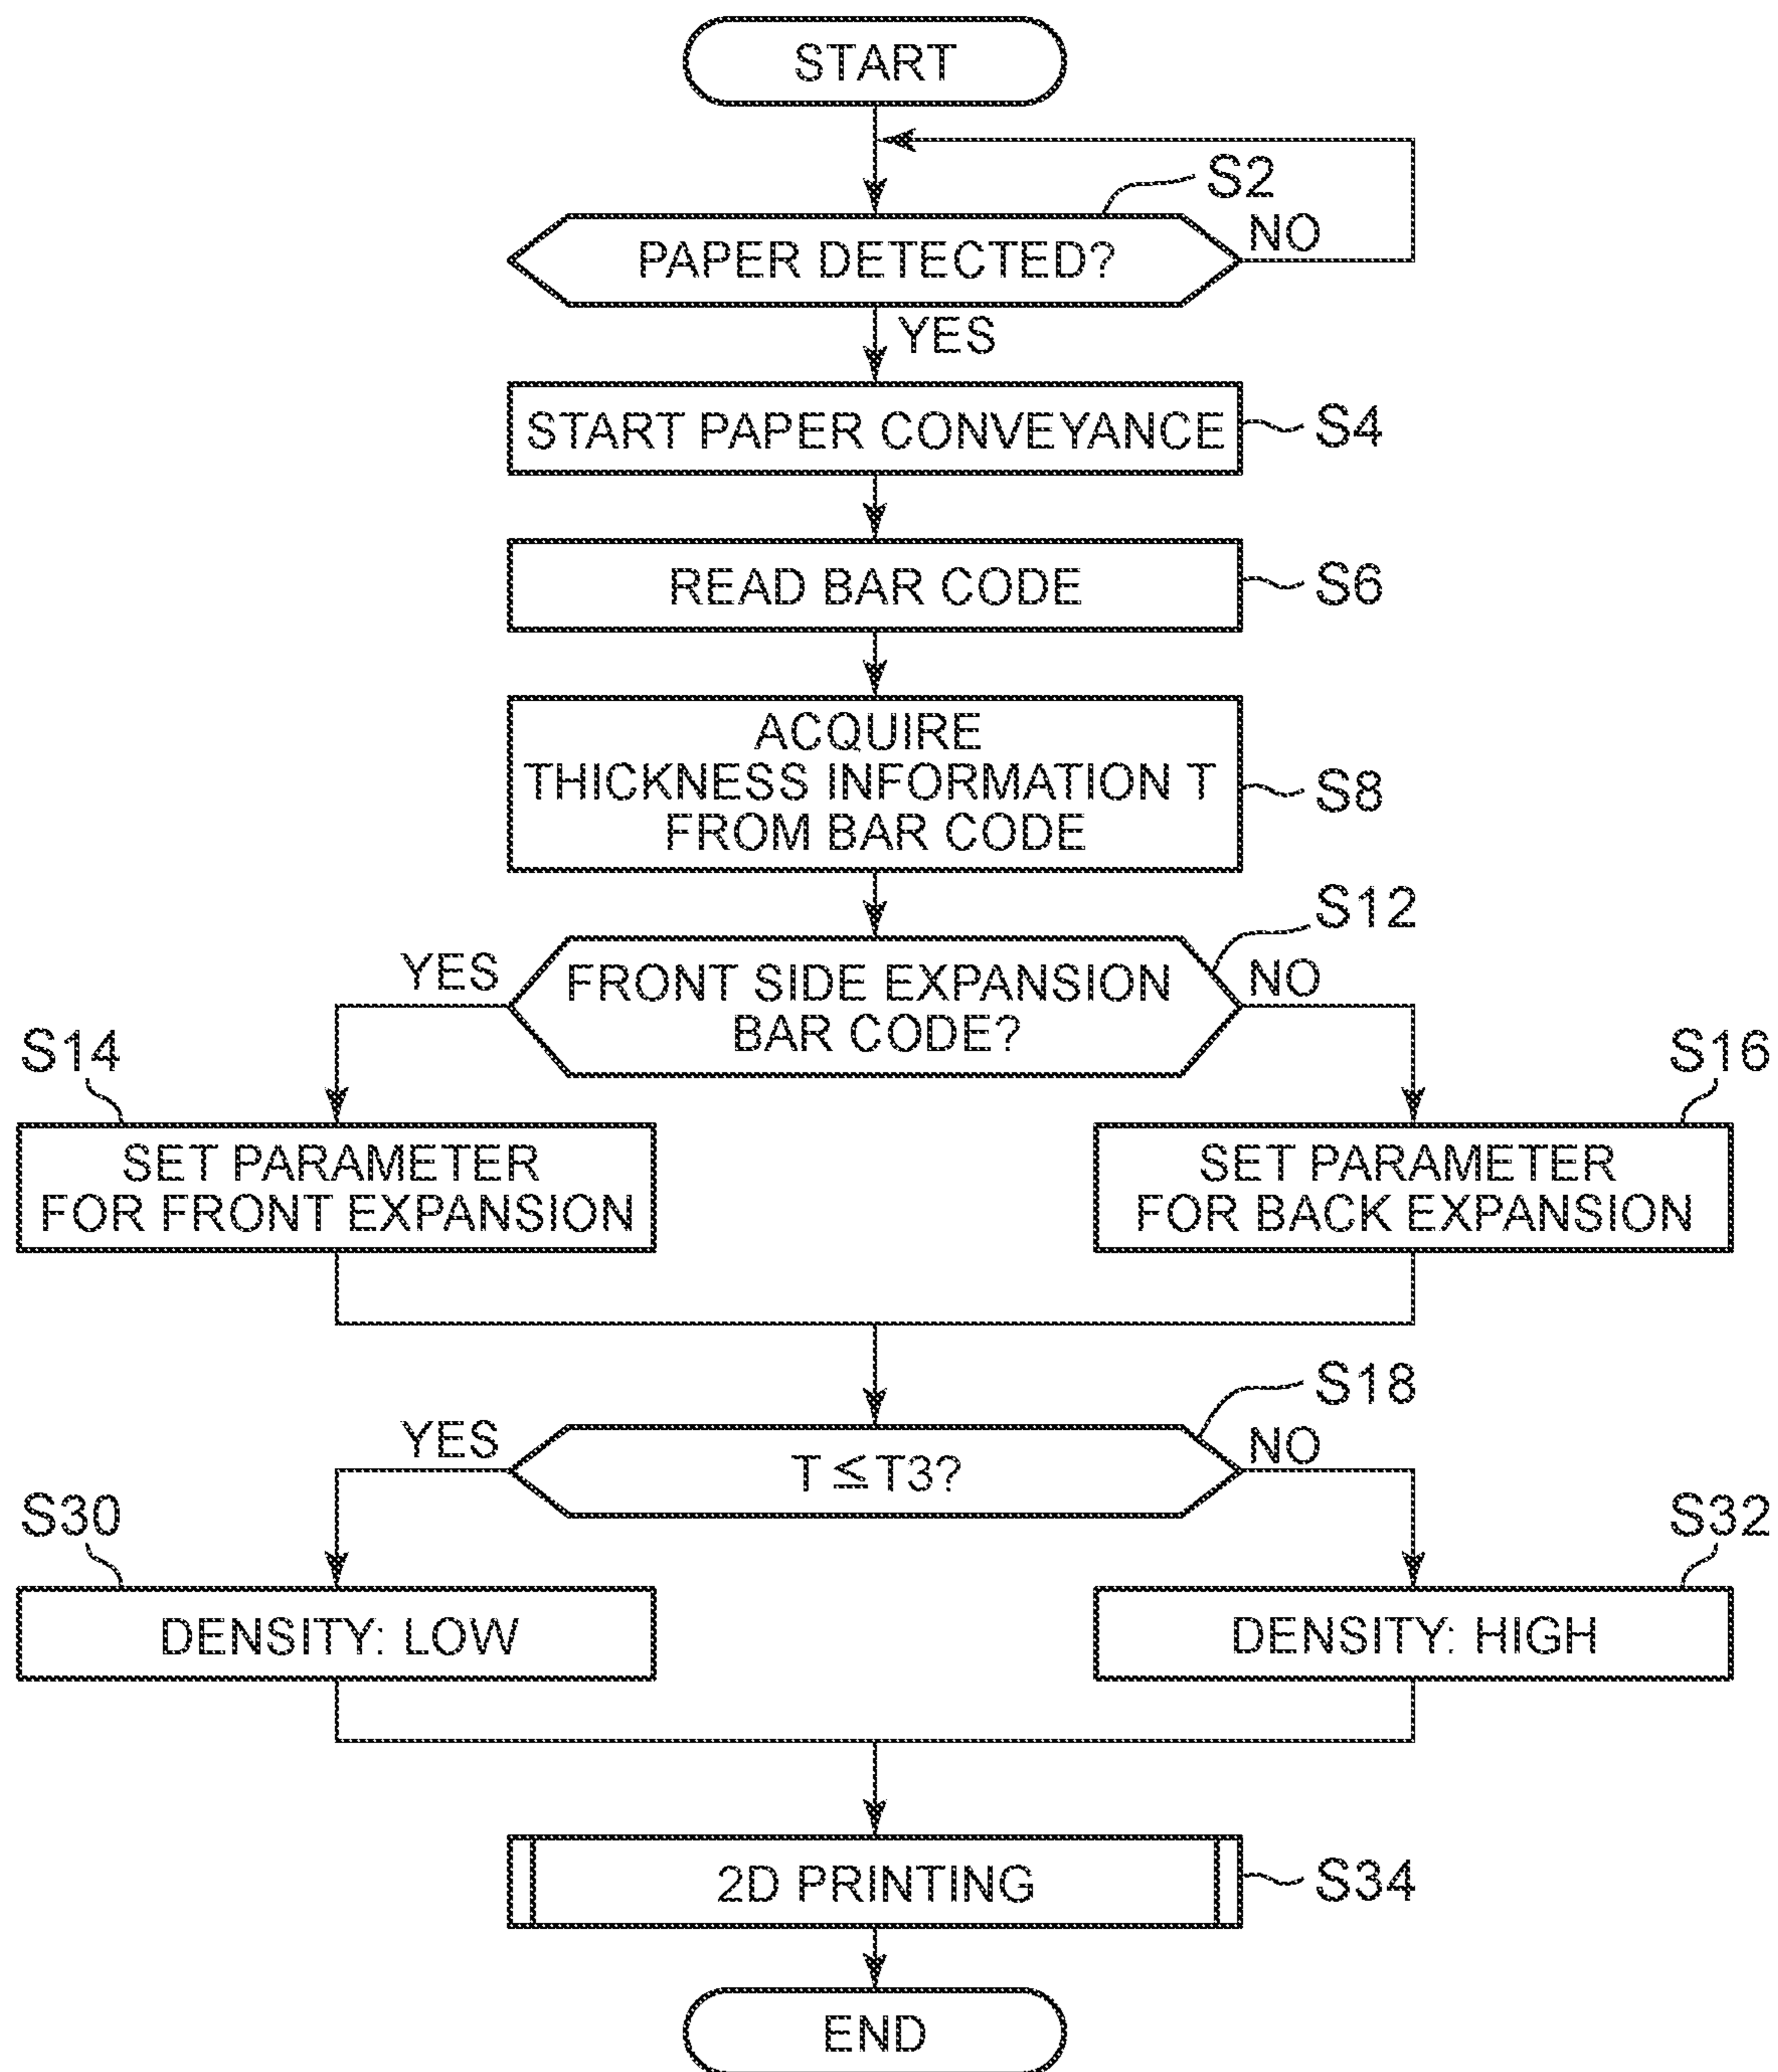 START
S2
PAPER DETECTED?
NO
YES
START PAPER CONVEYANCE
S4
READ BAR CODE
S6
ACQUIRE
THICKNESS INFORMATION T
FROM BAR CODE
S8
S12
YES
FRONT SIDE EXPANSION
BAR CODE?
NO
S14
SET PARAMETER
FOR FRONT EXPANSION
S16
SET PARAMETER
FOR BACK EXPANSION
S18
YES
T≦T3?
NO
S30
DENSITY: LOW
S32
DENSITY: HIGH
2D PRINTING
S34
END